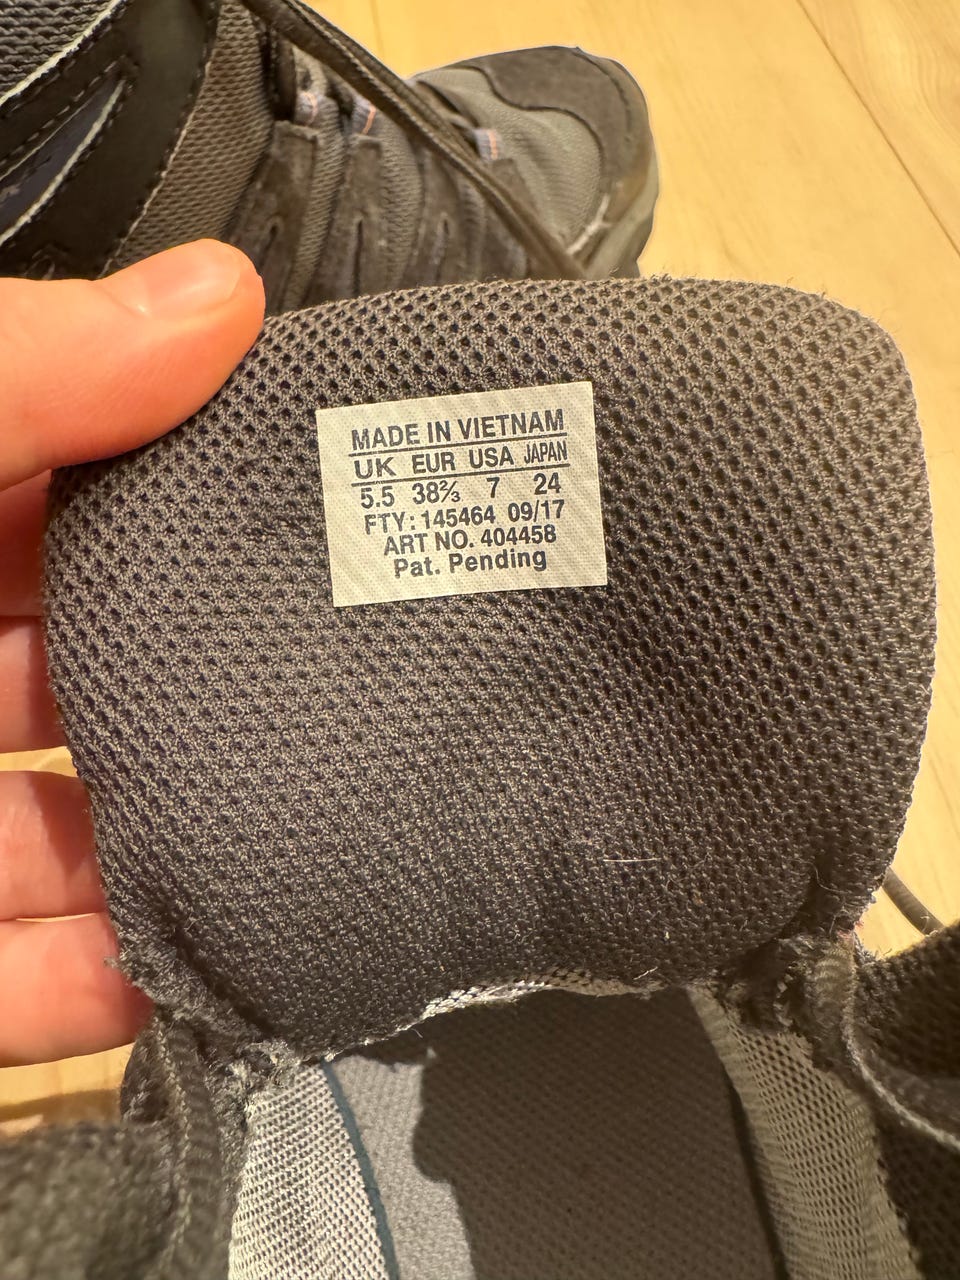 MADE IN VIETNAM
UK EUR USA JAPAN
5.5 38⅔ 7 24
FTY: 145464 09/17
ART NO. 404458
Pat. Pending